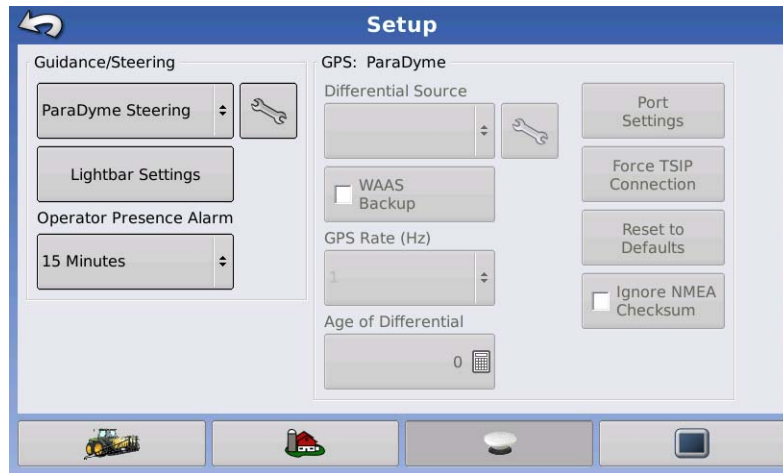 Setup
Guidance/Steering
ParaDyme Steering
Lightbar Settings
Operator Presence Alarm
15 Minutes
GPS: ParaDyme
Differential Source
WAAS
Backup
GPS Rate (Hz)
1
Age of Differential
0
Port
Settings
Force TSIP
Connection
Reset to
Defaults
Ignore NMEA
Checksum